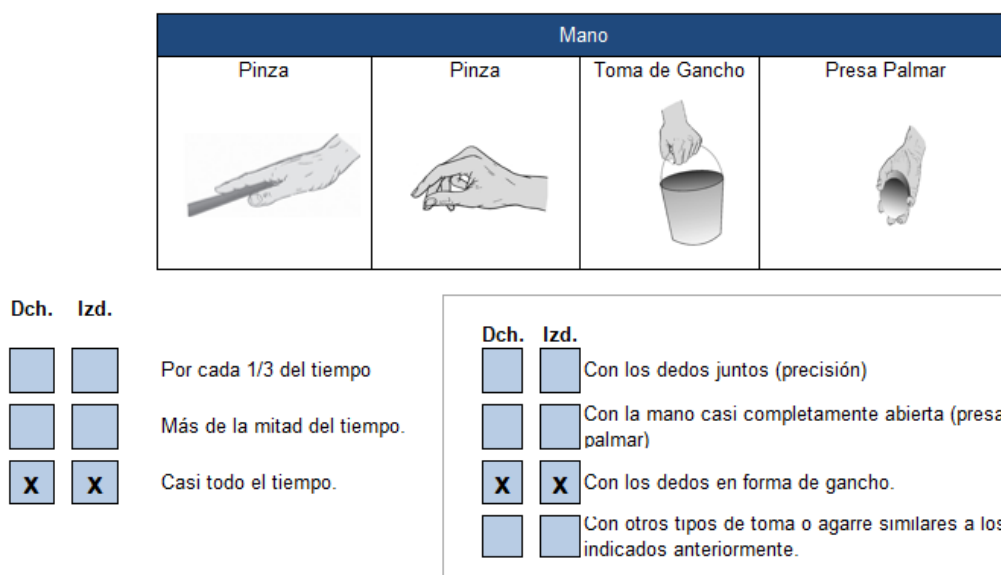 Mano
Pinza
Pinza
Toma de Gancho
Presa Palmar
Dch. Izd.
Por cada 1/3 del tiempo
Más de la mitad del tiempo.
x x Casi todo el tiempo.
Dch. Izd.
Con los dedos juntos (precisión)
Con la mano casi completamente abierta (presa
palmar)
x x Con los dedos en forma de gancho.
Con otros tipos de toma o agarre similares a los
indicados anteriormente.